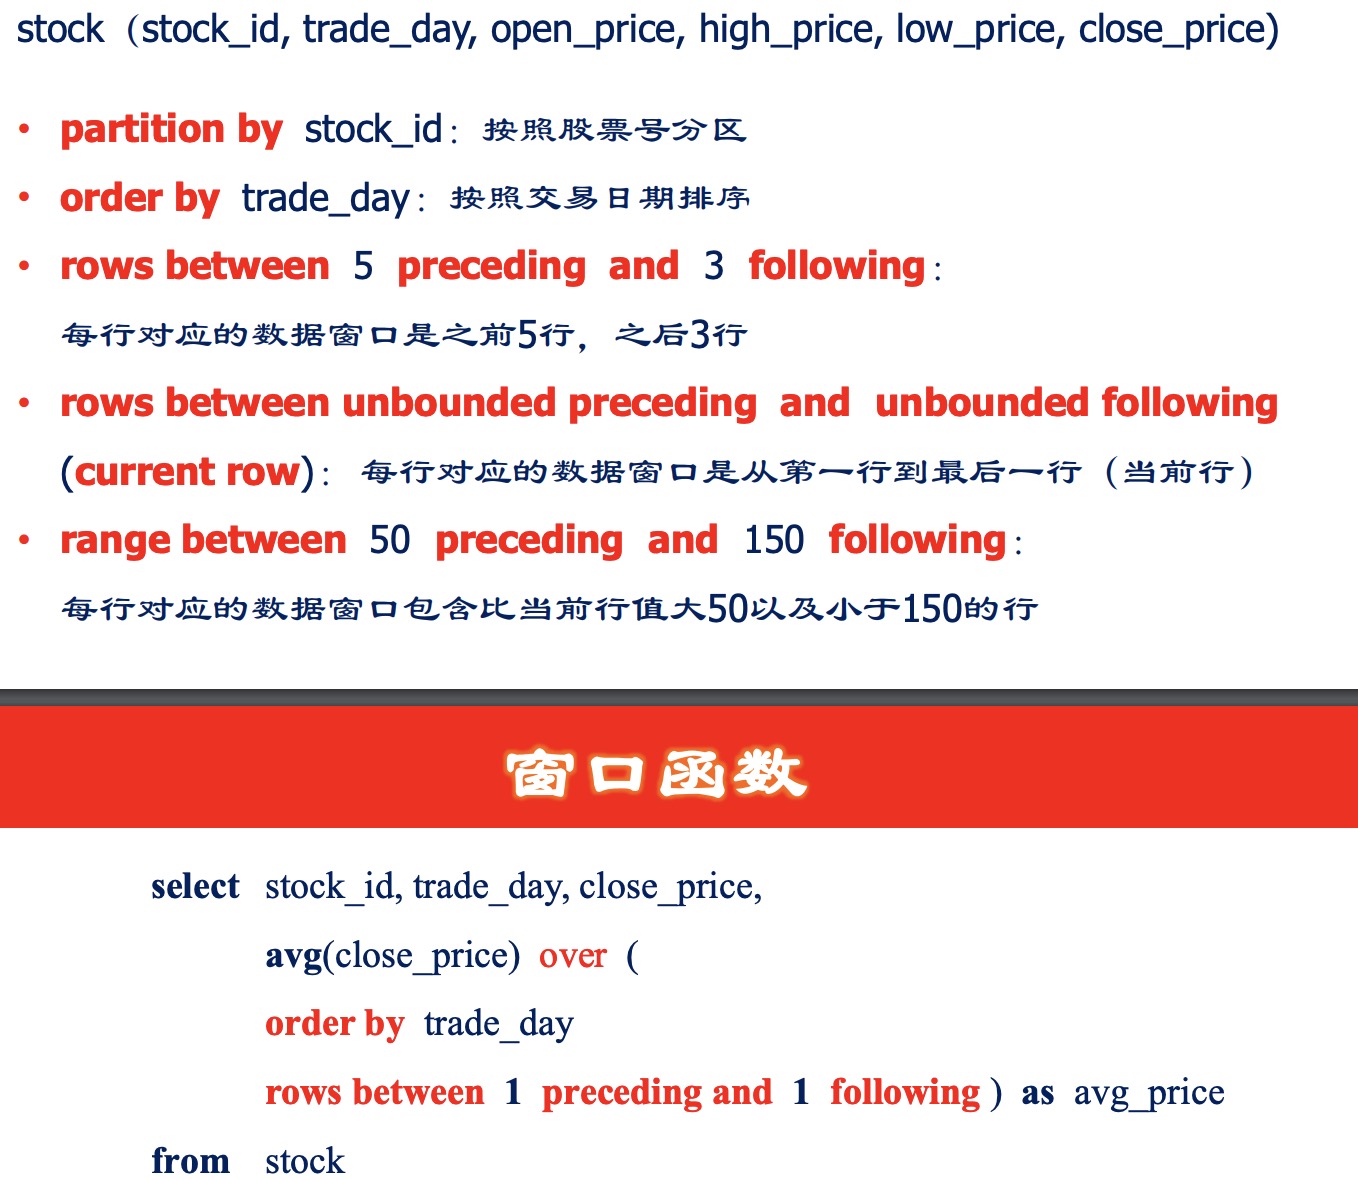 stock（stock_id, trade_day, open_price, high_price, low_price, close_price)
• partition by stock_id：按照股票号分区
• order by trade_day：按照交易日期排序
• rows between 5 preceding and 3 following：
每行对应的数据窗口是之前5行，之后3行
• rows between unbounded preceding and unbounded following
(current row)：每行对应的数据窗口是从第一行到最后一行（当前行）
• range between 50 preceding and 150 following：
每行对应的数据窗口包含比当前行值大50以及小于150的行
窗口函数
select stock_id, trade_day, close_price,
avg(close_price) over (
order by trade_day
rows between 1 preceding and 1 following ) as avg_price
from stock